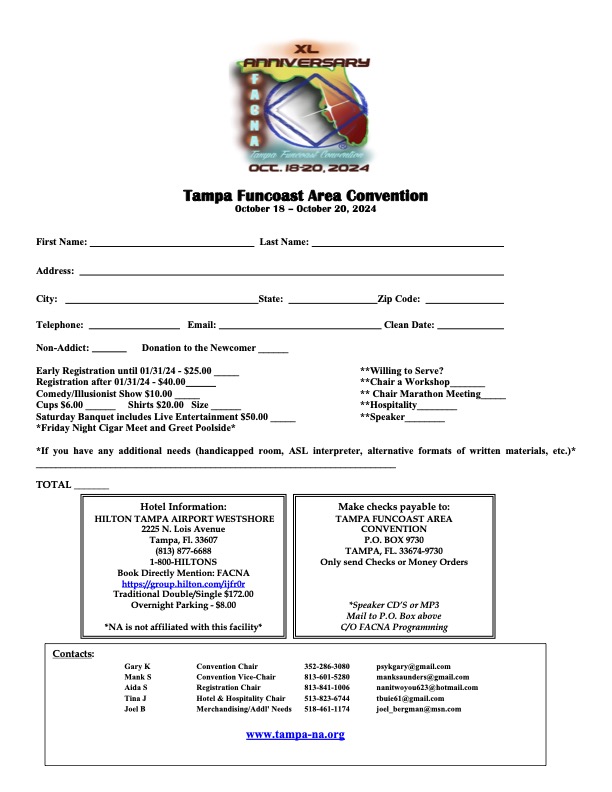 XL
ANNIVERSARY
FACNA
Tampa Funcoast Convention
OCT. 18-20, 2024
Tampa Funcoast Area Convention
October 18 – October 20, 2024
First Name: ____________ Last Name: ____________
Address: ____________
City: ____________ State: ____________ Zip Code: ____________
Telephone: ____________ Email: ____________ Clean Date: ____________
Non-Addict: _______ Donation to the Newcomer ______
Early Registration until 01/31/24 - $25.00 _____
**Willing to Serve?
Registration after 01/31/24 - $40.00______
**Chair a Workshop_______
Comedy/Illusionist Show $10.00 _____
** Chair Marathon Meeting_____
Cups $6.00 ______ Shirts $20.00 Size ______
**Hospitality________
Saturday Banquet includes Live Entertainment $50.00 _____
**Speaker________
*Friday Night Cigar Meet and Greet Poolside*
*If you have any additional needs (handicapped room, ASL interpreter, alternative formats of written materials, etc.)*
____________
TOTAL _______
Hotel Information:
HILTON TAMPA AIRPORT WESTSHORE
2225 N. Lois Avenue
Tampa, Fl. 33607
(813) 877-6688
1-800-HILTONS
Book Directly Mention: FACNA
https://group.hilton.com/ijfr0r
Traditional Double/Single $172.00
Overnight Parking - $8.00
*NA is not affiliated with this facility*
Make checks payable to:
TAMPA FUNCOAST AREA
CONVENTION
P.O. BOX 9730
TAMPA, FL. 33674-9730
Only send Checks or Money Orders
*Speaker CD'S or MP3
Mail to P.O. Box above
C/O FACNA Programming
Contacts:
Gary K Convention Chair 352-286-3080 psykgary@gmail.com
Mank S Convention Vice-Chair 813-601-5280 manksaunders@gmail.com
Aida S Registration Chair 813-841-1006 nanitwoyou623@hotmail.com
Tina J Hotel & Hospitality Chair 513-823-6744 tbuie61@gmail.com
Joel B Merchandising/Addl' Needs 518-461-1174 joel_bergman@msn.com
www.tampa-na.org